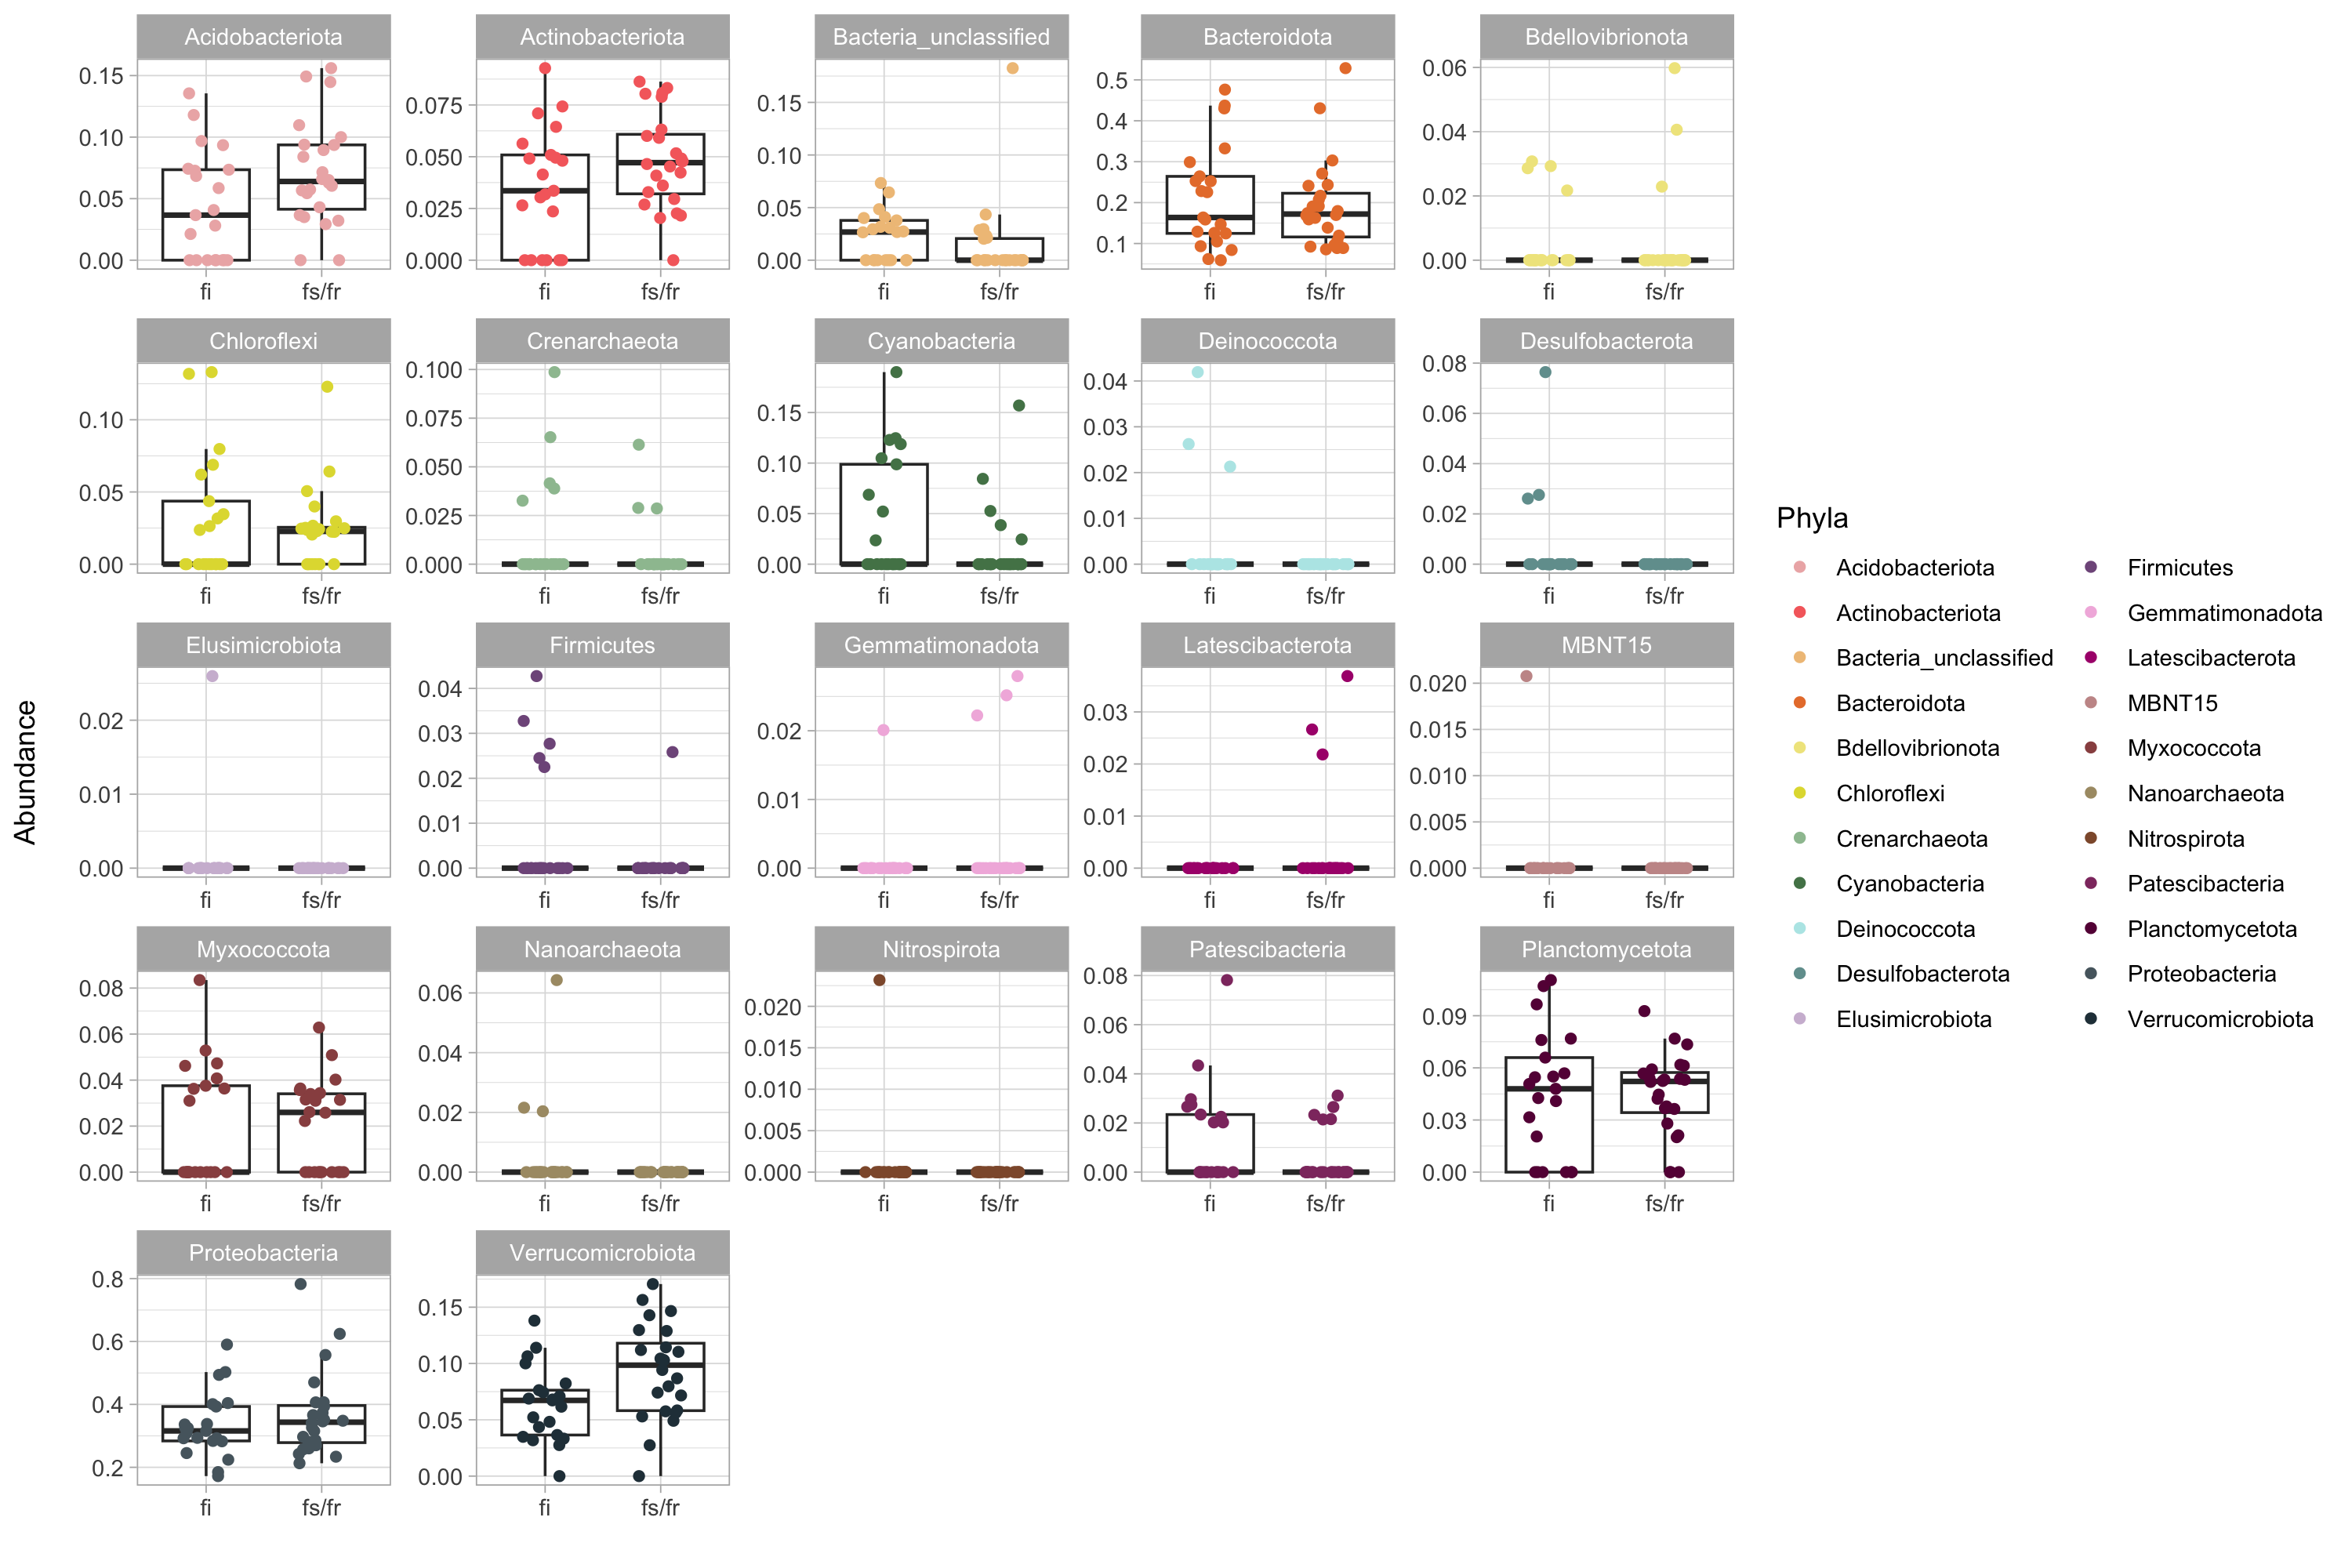 Acidobacteriota
Actinobacteriota
Bacteria_unclassified
Bacteroidota
Bdellovibrionota
0.15
0.10
0.05
0.00
0.075
0.050
0.025
0.000
0.15
0.10
0.05
0.00
0.5
0.4
0.3
0.2
0.1
0.06
0.04
0.02
0.00
fi fs/fr
fi fs/fr
fi fs/fr
fi fs/fr
fi fs/fr
Chloroflexi
Crenarchaeota
Cyanobacteria
Deinococcota
Desulfobacterota
0.10
0.05
0.00
0.100
0.075
0.050
0.025
0.000
0.15
0.10
0.05
0.00
0.04
0.03
0.02
0.01
0.00
0.08
0.06
0.04
0.02
0.00
fi fs/fr
fi fs/fr
fi fs/fr
fi fs/fr
fi fs/fr
Elusimicrobiota
Firmicutes
Gemmatimonadota
Latescibacterota
MBNT15
0.02
0.01
0.00
0.04
0.03
0.02
0.01
0.00
0.02
0.01
0.00
0.03
0.02
0.01
0.00
0.020
0.015
0.010
0.005
0.000
fi fs/fr
fi fs/fr
fi fs/fr
fi fs/fr
fi fs/fr
Myxococcota
Nanoarchaeota
Nitrospirota
Patescibacteria
Planctomycetota
0.08
0.06
0.04
0.02
0.00
0.06
0.04
0.02
0.00
0.020
0.015
0.010
0.005
0.000
0.08
0.06
0.04
0.02
0.00
0.09
0.06
0.03
0.00
fi fs/fr
fi fs/fr
fi fs/fr
fi fs/fr
fi fs/fr
Proteobacteria
Verrucomicrobiota
0.8
0.6
0.4
0.2
0.15
0.10
0.05
0.00
fi fs/fr
fi fs/fr
Abundance
Phyla
Acidobacteriota
Actinobacteriota
Bacteria_unclassified
Bacteroidota
Bdellovibrionota
Chloroflexi
Crenarchaeota
Cyanobacteria
Deinococcota
Desulfobacterota
Elusimicrobiota
Firmicutes
Gemmatimonadota
Latescibacterota
MBNT15
Myxococcota
Nanoarchaeota
Nitrospirota
Patescibacteria
Planctomycetota
Proteobacteria
Verrucomicrobiota